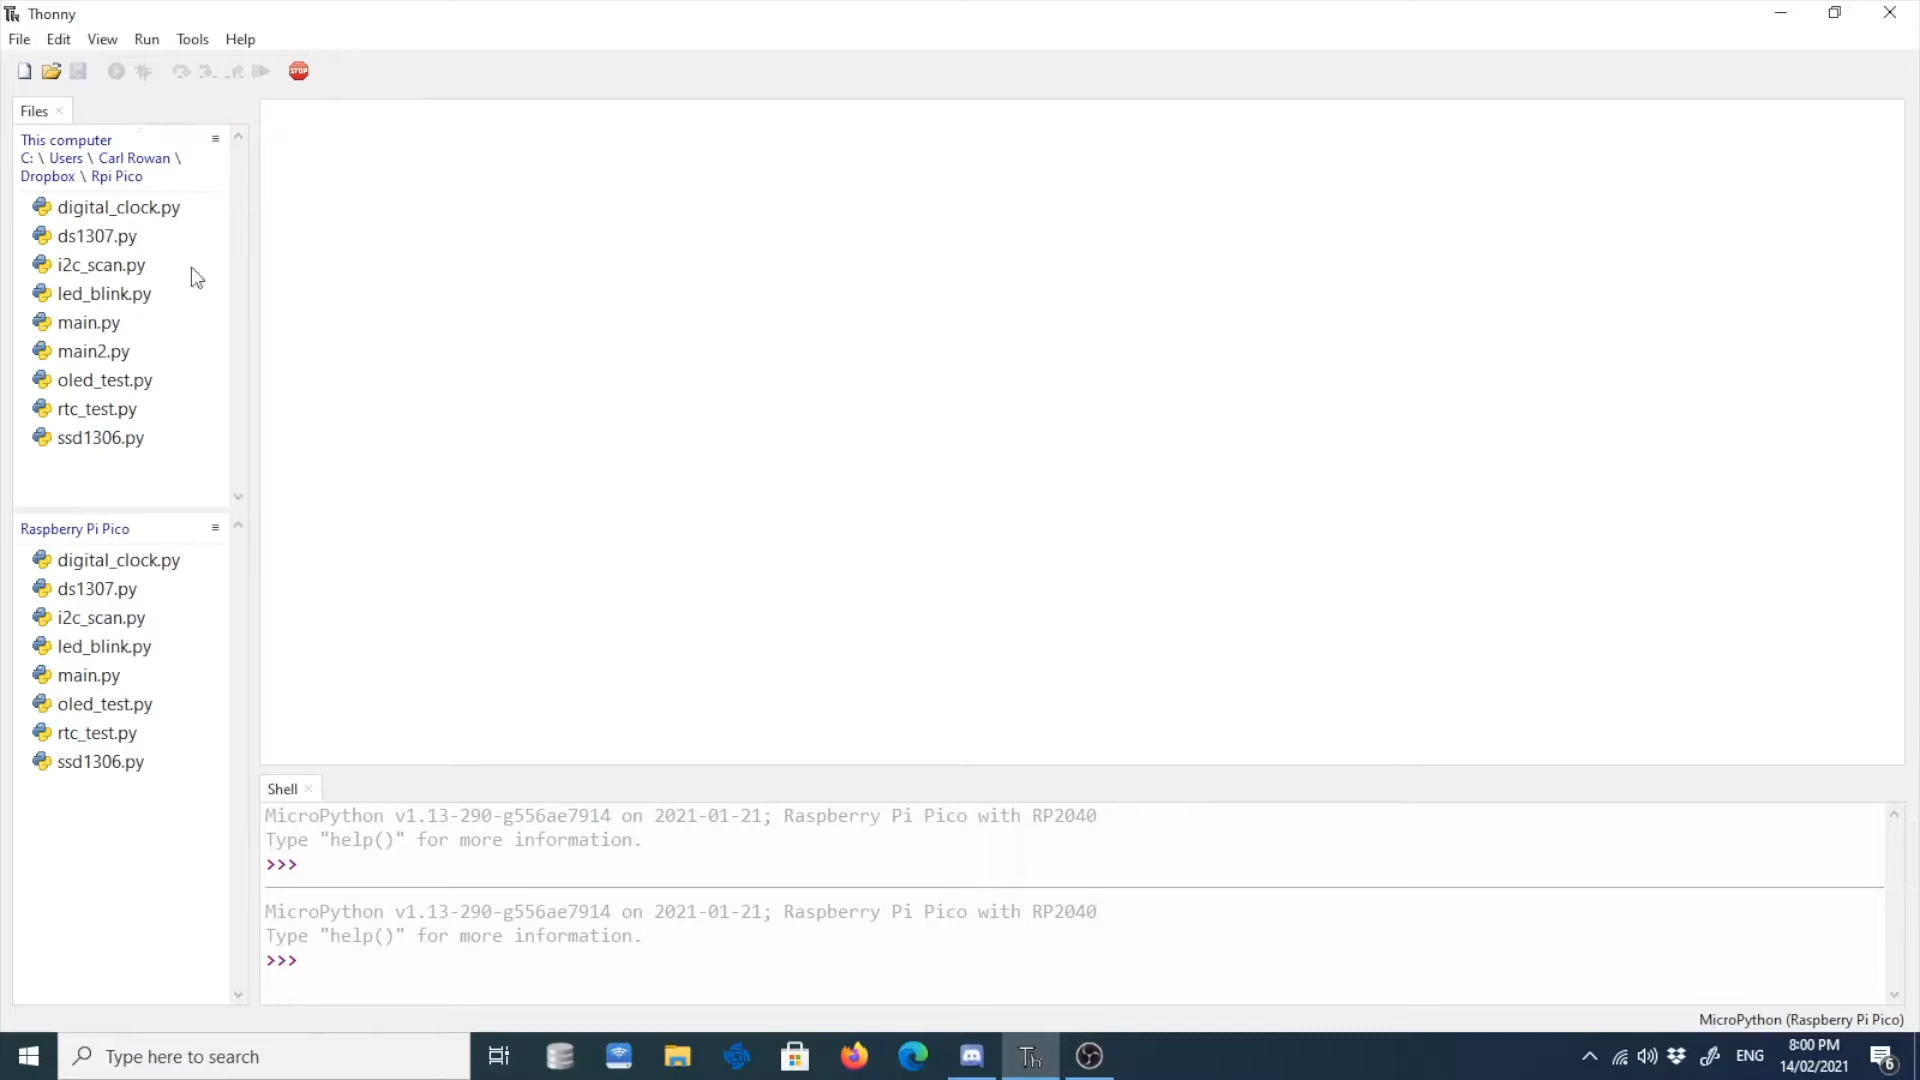 Thonny
File Edit View Run Tools Help
STOP
Files
This computer
C: \ Users \ Carl Rowan \
Dropbox \ Rpi Pico
digital_clock.py
ds1307.py
i2c_scan.py
led_blink.py
main.py
main2.py
oled_test.py
rtc_test.py
ssd1306.py
Raspberry Pi Pico
digital_clock.py
ds1307.py
i2c_scan.py
led_blink.py
main.py
oled_test.py
rtc_test.py
ssd1306.py
Shell
MicroPython v1.13-290-g556ae7914 on 2021-01-21; Raspberry Pi Pico with RP2040
Type "help()" for more information.
>>>
MicroPython v1.13-290-g556ae7914 on 2021-01-21; Raspberry Pi Pico with RP2040
Type "help()" for more information.
>>>
MicroPython (Raspberry Pi Pico)
Type here to search
Th
ENG
8:00 PM
14/02/2021
6